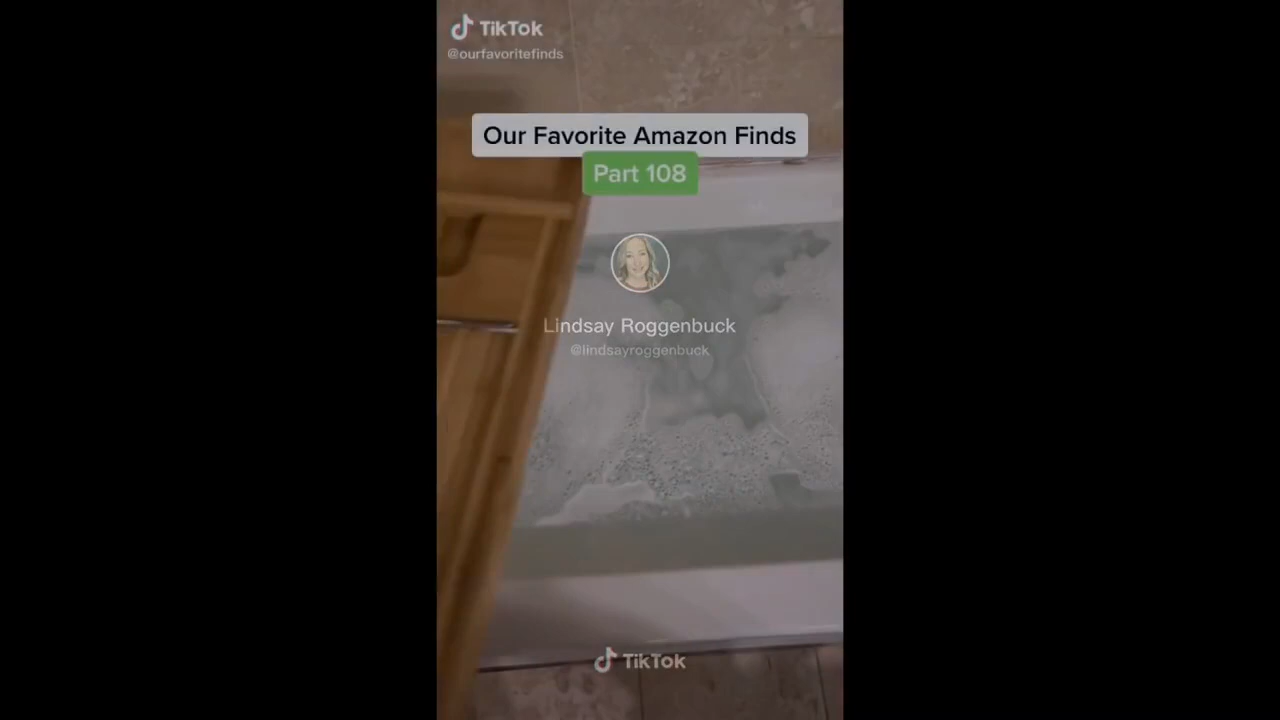 TikTok
@ourfavoritefinds
Our Favorite Amazon Finds
Part 108
Lindsay Roggenbuck
@lindsayroggenbuck
TikTok